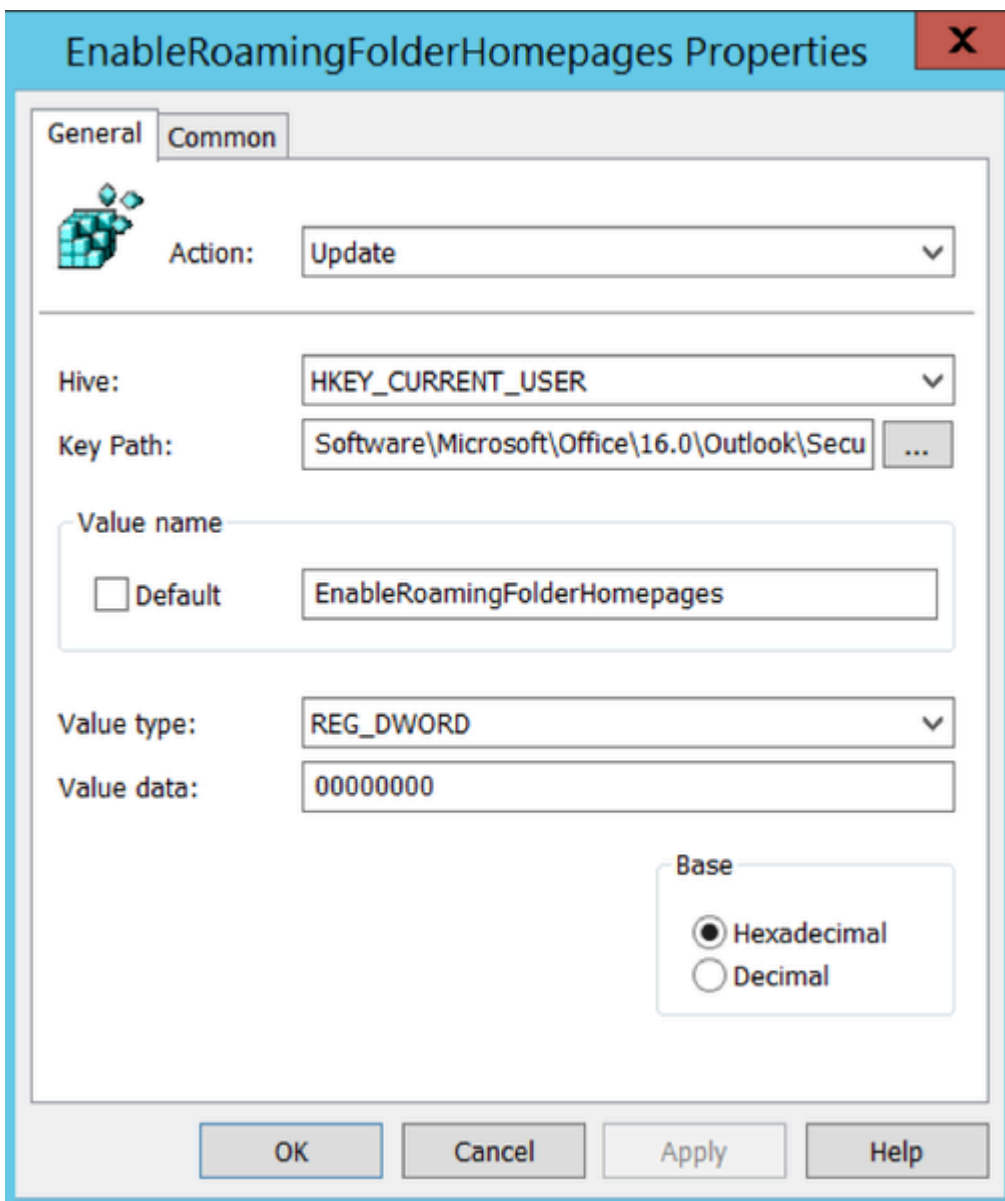 EnableRoamingFolderHomepages Properties
General Common
Action: Update
Hive: HKEY_CURRENT_USER
Key Path: Software\Microsoft\Office\16.0\Outlook\Secu ...
Value name
Default EnableRoamingFolderHomepages
Value type: REG_DWORD
Value data: 00000000
Base
Hexadecimal
Decimal
OK Cancel Apply Help